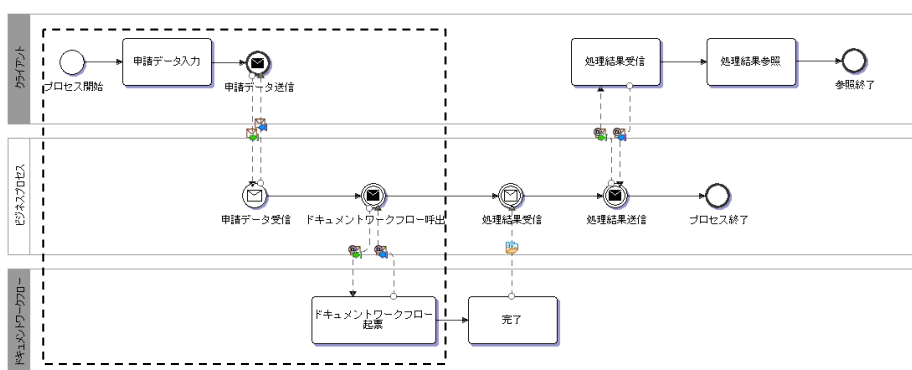 クライアント
プロセス開始
申請データ入力
申請データ送信
処理結果受信
処理結果参照
参照終了
ビジネスプロセス
申請データ受信
ドキュメントワークフロー呼出
処理結果受信
処理結果送信
プロセス終了
ドキュメントワークフロー
ドキュメントワークフロー
起票
完了